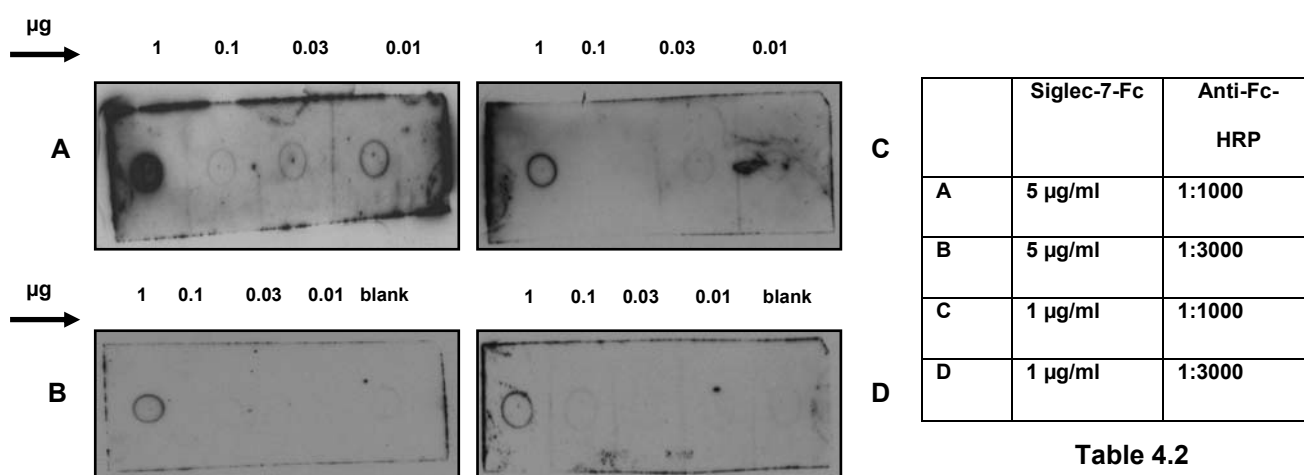 µg
1 0.1 0.03 0.01 1 0.1 0.03 0.01
A
C
µg
1 0.1 0.03 0.01 blank 1 0.1 0.03 0.01 blank
B
D
Siglec-7-Fc Anti-Fc-
HRP
A 5 µg/ml 1:1000
B 5 µg/ml 1:3000
C 1 µg/ml 1:1000
D 1 µg/ml 1:3000
Table 4.2